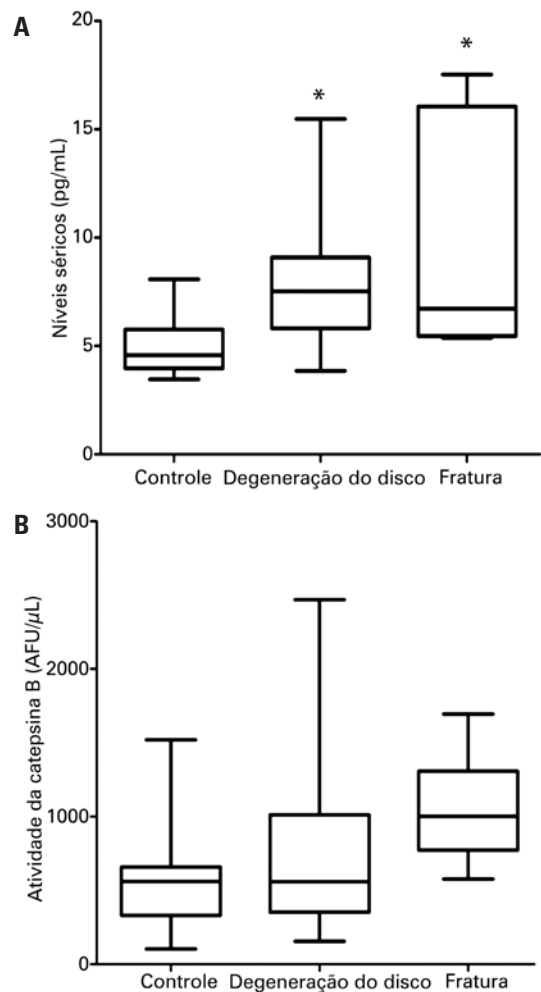 A
Níveis séricos (pg/mL)
20
15
10
5
0
*
*
Controle
Degeneração do disco
Fratura
B
Atividade da catepsina B (AFU/µL)
3000
2000
1000
0
Controle
Degeneração do disco
Fratura